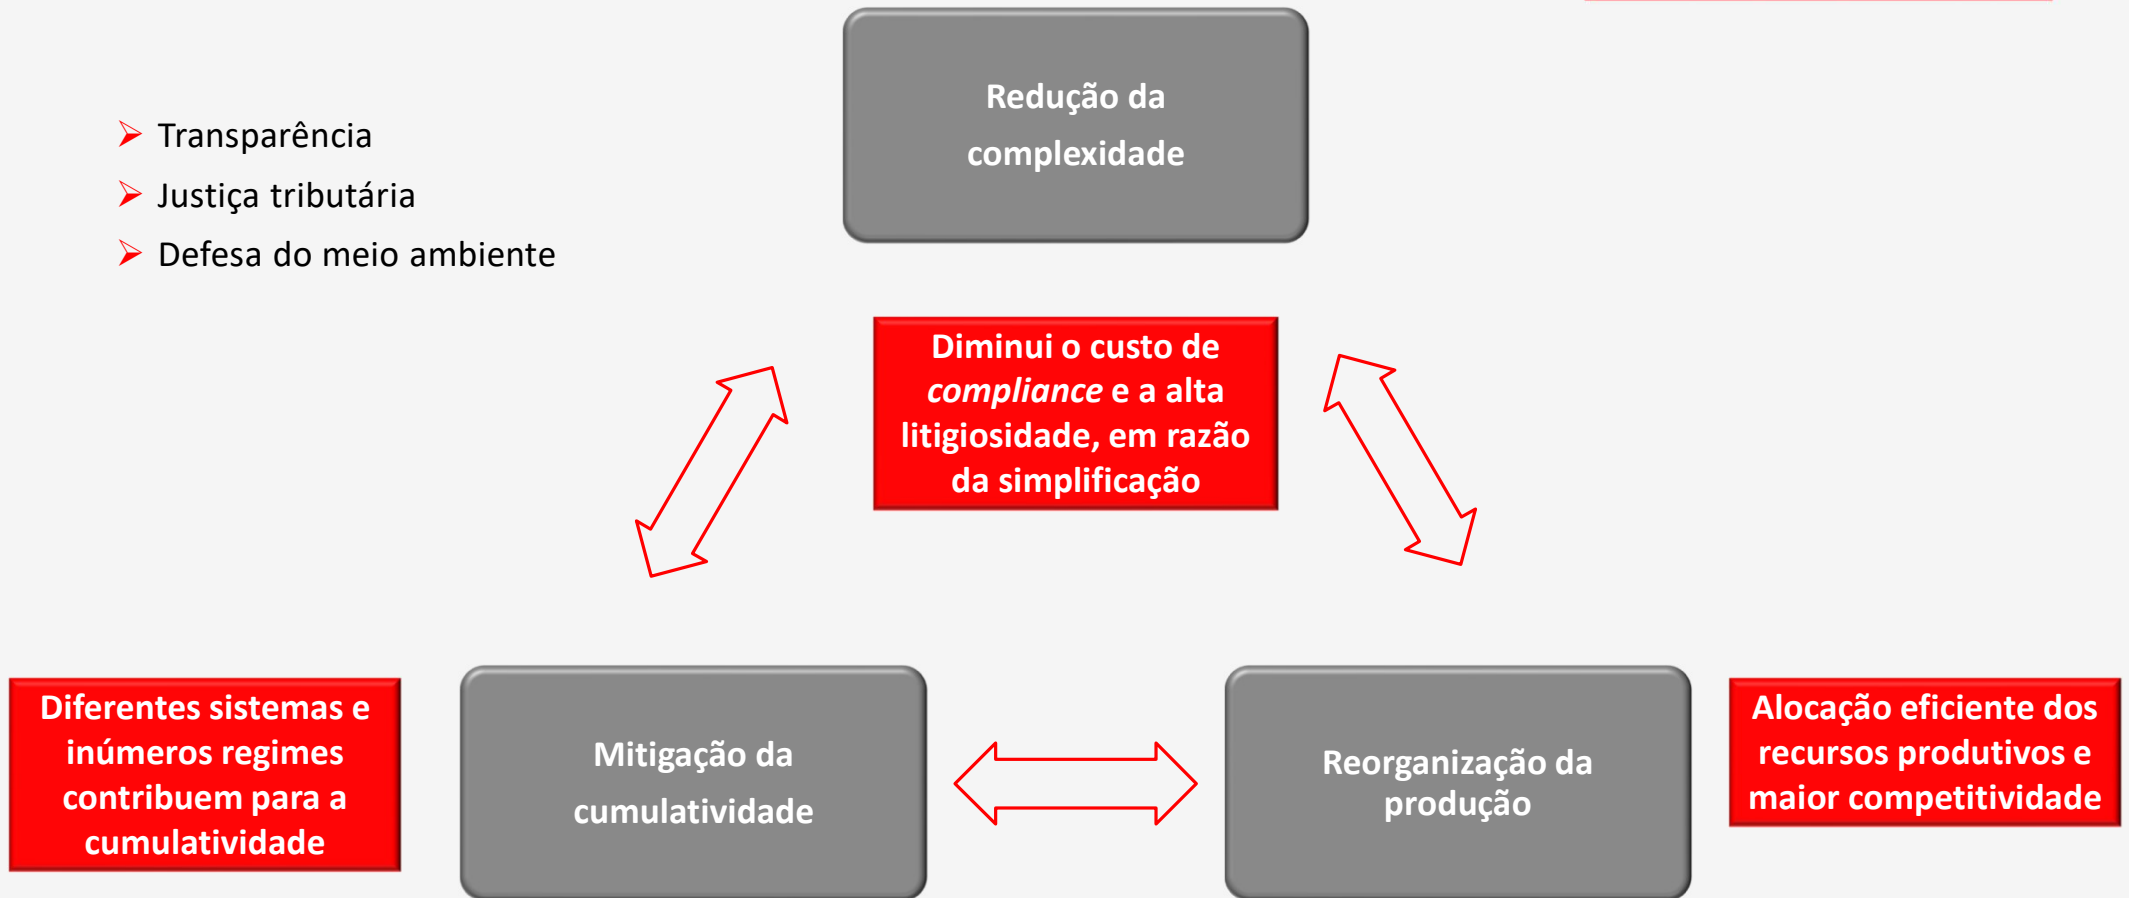 Redução da
complexidade
Transparência
Justiça tributária
Defesa do meio ambiente
Diminui o custo de
compliance e a alta
litigiosidade, em razão
da simplificação
Diferentes sistemas e
inúmeros regimes
contribuem para a
cumulatividade
Mitigação da
cumulatividade
Reorganização da
produção
Alocação eficiente dos
recursos produtivos e
maior competitividade